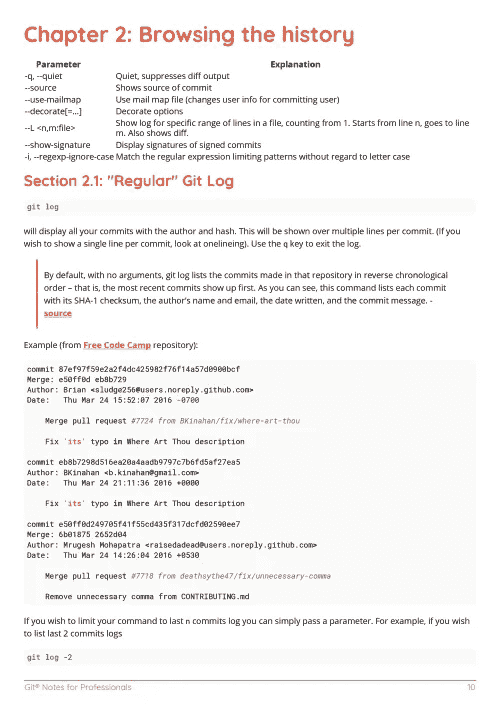 Chapter 2: Browsing the history
Parameter Explanation
-q, --quiet Quiet, suppresses diff output
--source Shows source of commit
--use-mailmap Use mail map file (changes user info for committing user)
--decorate[=...] Decorate options
--L <n,m:file> Show log for specific range of lines in a file, counting from 1. Starts from line n, goes to line
m. Also shows diff.
--show-signature Display signatures of signed commits
-i, --regexp-ignore-case Match the regular expression limiting patterns without regard to letter case
Section 2.1: "Regular" Git Log
git log
will display all your commits with the author and hash. This will be shown over multiple lines per commit. (If you
wish to show a single line per commit, look at onelineing). Use the q key to exit the log.
By default, with no arguments, git log lists the commits made in that repository in reverse chronological
order – that is, the most recent commits show up first. As you can see, this command lists each commit
with its SHA-1 checksum, the author's name and email, the date written, and the commit message. -
source
Example (from Free Code Camp repository):
commit 87ef97f59e2a2f4dc425982f76f14a57d0900bcf
Merge: e50ff0d eb8b729
Author: Brian <sludge256@users.noreply.github.com>
Date: Thu Mar 24 15:52:07 2016 -0700
Merge pull request #7724 from BKinahan/fix/where-art-thou
Fix 'its' typo in Where Art Thou description
commit eb8b7298d516ea20a4aadb9797c7b6fd5af27ea5
Author: BKinahan <b.kinahan@gmail.com>
Date: Thu Mar 24 21:11:36 2016 +0000
Fix 'its' typo in Where Art Thou description
commit e50ff0d249705f41f55cd435f317dcfd02590ee7
Merge: 6b01875 2652d04
Author: Mrugesh Mohapatra <raisedadead@users.noreply.github.com>
Date: Thu Mar 24 14:26:04 2016 +0530
Merge pull request #7718 from deathsythe47/fix/unnecessary-comma
Remove unnecessary comma from CONTRIBUTING.md
If you wish to limit your command to last n commits log you can simply pass a parameter. For example, if you wish
to list last 2 commits logs
git log -2
Git® Notes for Professionals 10